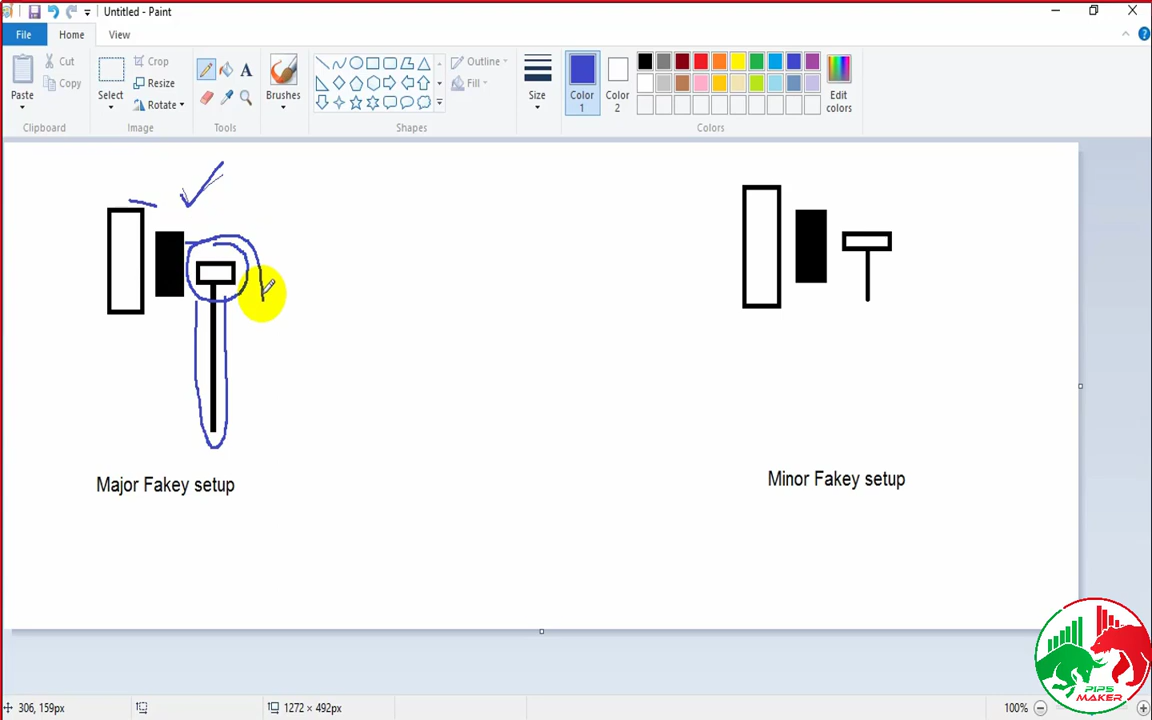 Untitled - Paint
File
Home
View
Paste
Cut
Copy
Clipboard
Select
Crop
Resize
Rotate
Image
Tools
Brushes
Outline
Fill
Shapes
Size
Color 1
Color 2
Edit colors
Colors
Major Fakey setup
Minor Fakey setup
PIPS
MAKER
306, 159px
1272 × 492px
100%